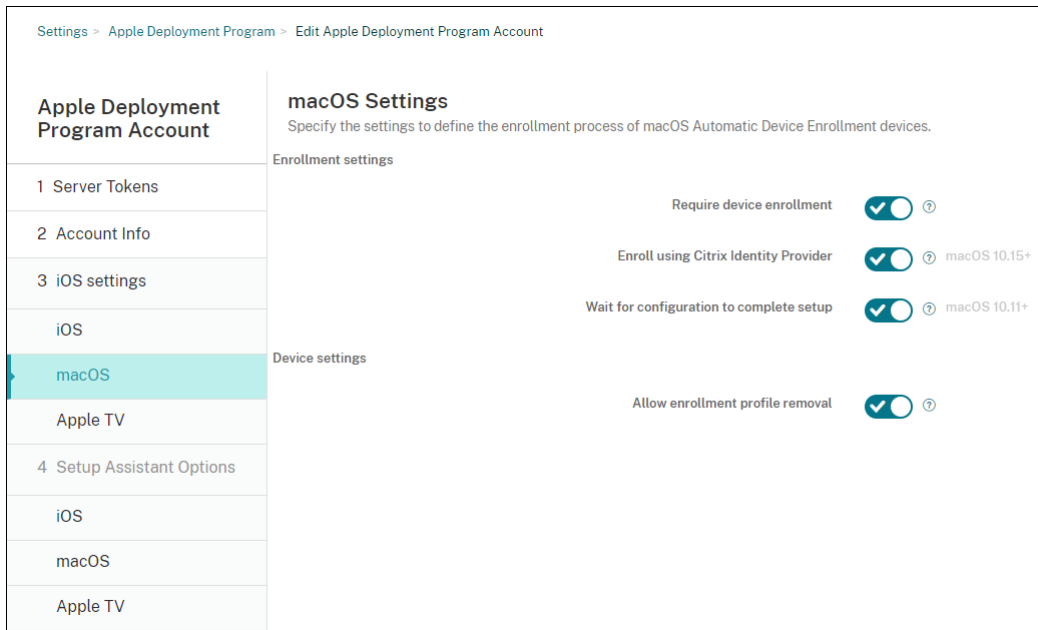 Settings > Apple Deployment Program > Edit Apple Deployment Program Account
Apple Deployment
Program Account
1 Server Tokens
2 Account Info
3 iOS settings
iOS
macOS
Apple TV
4 Setup Assistant Options
iOS
macOS
Apple TV
macOS Settings
Specify the settings to define the enrollment process of macOS Automatic Device Enrollment devices.
Enrollment settings
Require device enrollment ?
Enroll using Citrix Identity Provider ? macOS 10.15+
Wait for configuration to complete setup ? macOS 10.11+
Device settings
Allow enrollment profile removal ?